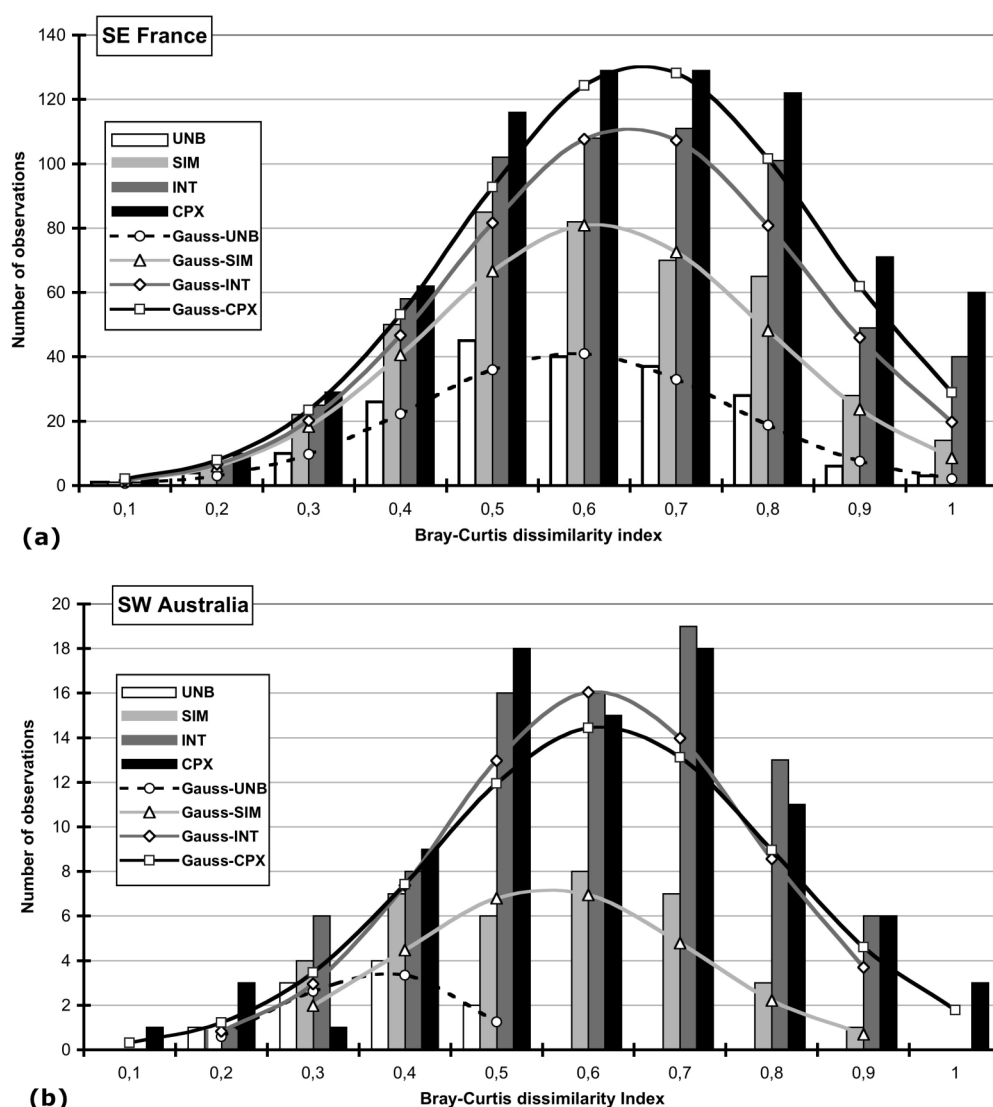 SE France
140
120
100
80
60
40
20
0
Number of observations
UNB
SIM
INT
CPX
Gauss-UNB
Gauss-SIM
Gauss-INT
Gauss-CPX
0,1 0,2 0,3 0,4 0,5 0,6 0,7 0,8 0,9 1
(a)
Bray-Curtis dissimilarity index
SW Australia
20
18
16
14
12
10
8
6
4
2
0
Number of observations
UNB
SIM
INT
CPX
Gauss-UNB
Gauss-SIM
Gauss-INT
Gauss-CPX
0,1 0,2 0,3 0,4 0,5 0,6 0,7 0,8 0,9 1
(b)
Bray-Curtis dissimilarity Index